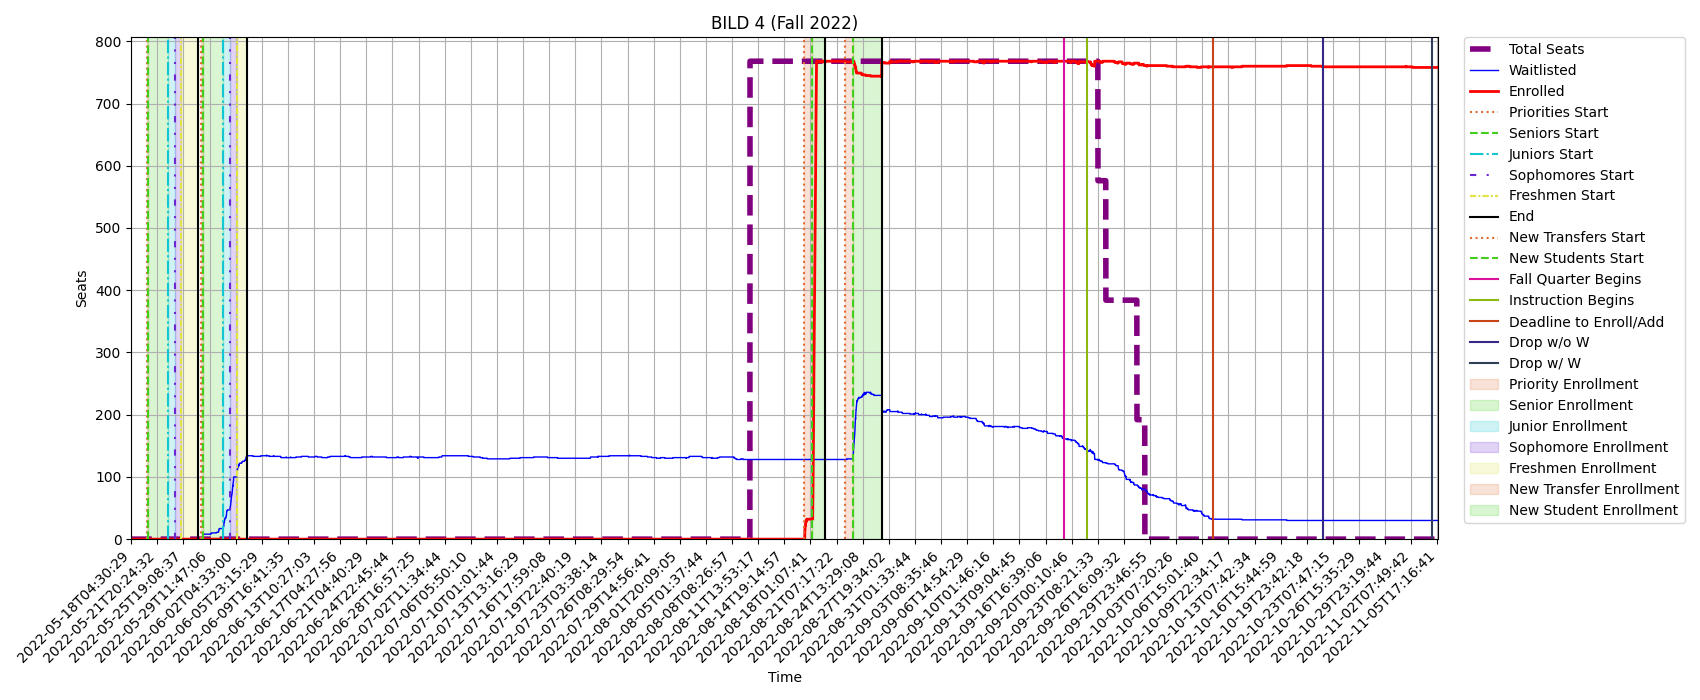 BILD 4 (Fall 2022)
Seats
800
700
600
500
400
300
200
100
0
2022-05-18T04:30:29
2022-05-21T20:24:32
2022-05-25T19:08:37
2022-05-29T11:47:06
2022-06-02T04:33:00
2022-06-05T23:15:29
2022-06-09T16:41:35
2022-06-13T10:27:03
2022-06-17T04:27:56
2022-06-21T04:40:29
2022-06-24T22:45:44
2022-06-28T16:57:25
2022-07-02T11:34:44
2022-07-06T05:50:10
2022-07-10T01:01:44
2022-07-13T13:16:29
2022-07-16T17:59:08
2022-07-19T22:40:19
2022-07-23T03:38:14
2022-07-26T08:29:54
2022-07-29T14:56:41
2022-08-01T20:09:05
2022-08-05T01:37:44
2022-08-08T08:26:57
2022-08-11T13:53:17
2022-08-14T19:14:57
2022-08-18T01:07:41
2022-08-21T07:17:22
2022-08-24T13:29:08
2022-08-27T19:34:02
2022-08-31T01:33:44
2022-09-03T08:35:46
2022-09-06T14:54:29
2022-09-10T01:46:16
2022-09-13T09:04:45
2022-09-16T16:39:06
2022-09-20T00:10:46
2022-09-23T08:21:33
2022-09-26T16:09:32
2022-09-29T23:46:55
2022-10-03T07:20:26
2022-10-06T15:01:40
2022-10-09T22:34:17
2022-10-13T07:42:34
2022-10-16T15:44:59
2022-10-19T23:42:18
2022-10-23T07:47:15
2022-10-26T15:35:29
2022-10-29T23:19:44
2022-11-02T07:49:42
2022-11-05T17:16:41
Time
Total Seats
Waitlisted
Enrolled
Priorities Start
Seniors Start
Juniors Start
Sophomores Start
Freshmen Start
End
New Transfers Start
New Students Start
Fall Quarter Begins
Instruction Begins
Deadline to Enroll/Add
Drop w/o W
Drop w/ W
Priority Enrollment
Senior Enrollment
Junior Enrollment
Sophomore Enrollment
Freshmen Enrollment
New Transfer Enrollment
New Student Enrollment